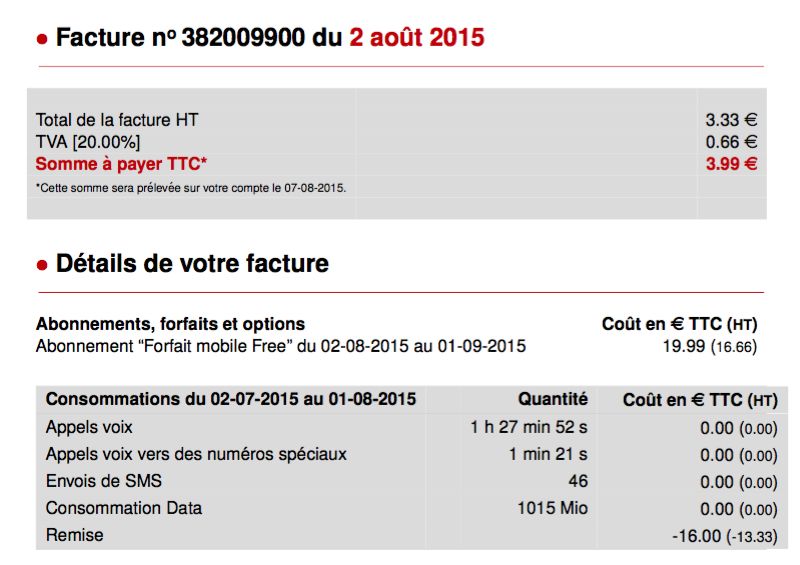 • Facture nº 382009900 du 2 août 2015
Total de la facture HT 3.33 €
TVA [20.00%] 0.66 €
Somme à payer TTC* 3.99 €
*Cette somme sera prélevée sur votre compte le 07-08-2015.
• Détails de votre facture
Abonnements, forfaits et options Coût en € TTC (HT)
Abonnement “Forfait mobile Free” du 02-08-2015 au 01-09-2015 19.99 (16.66)
Consommations du 02-07-2015 au 01-08-2015 Quantité Coût en € TTC (HT)
Appels voix 1 h 27 min 52 s 0.00 (0.00)
Appels voix vers des numéros spéciaux 1 min 21 s 0.00 (0.00)
Envois de SMS 46 0.00 (0.00)
Consommation Data 1015 Mio 0.00 (0.00)
Remise -16.00 (-13.33)